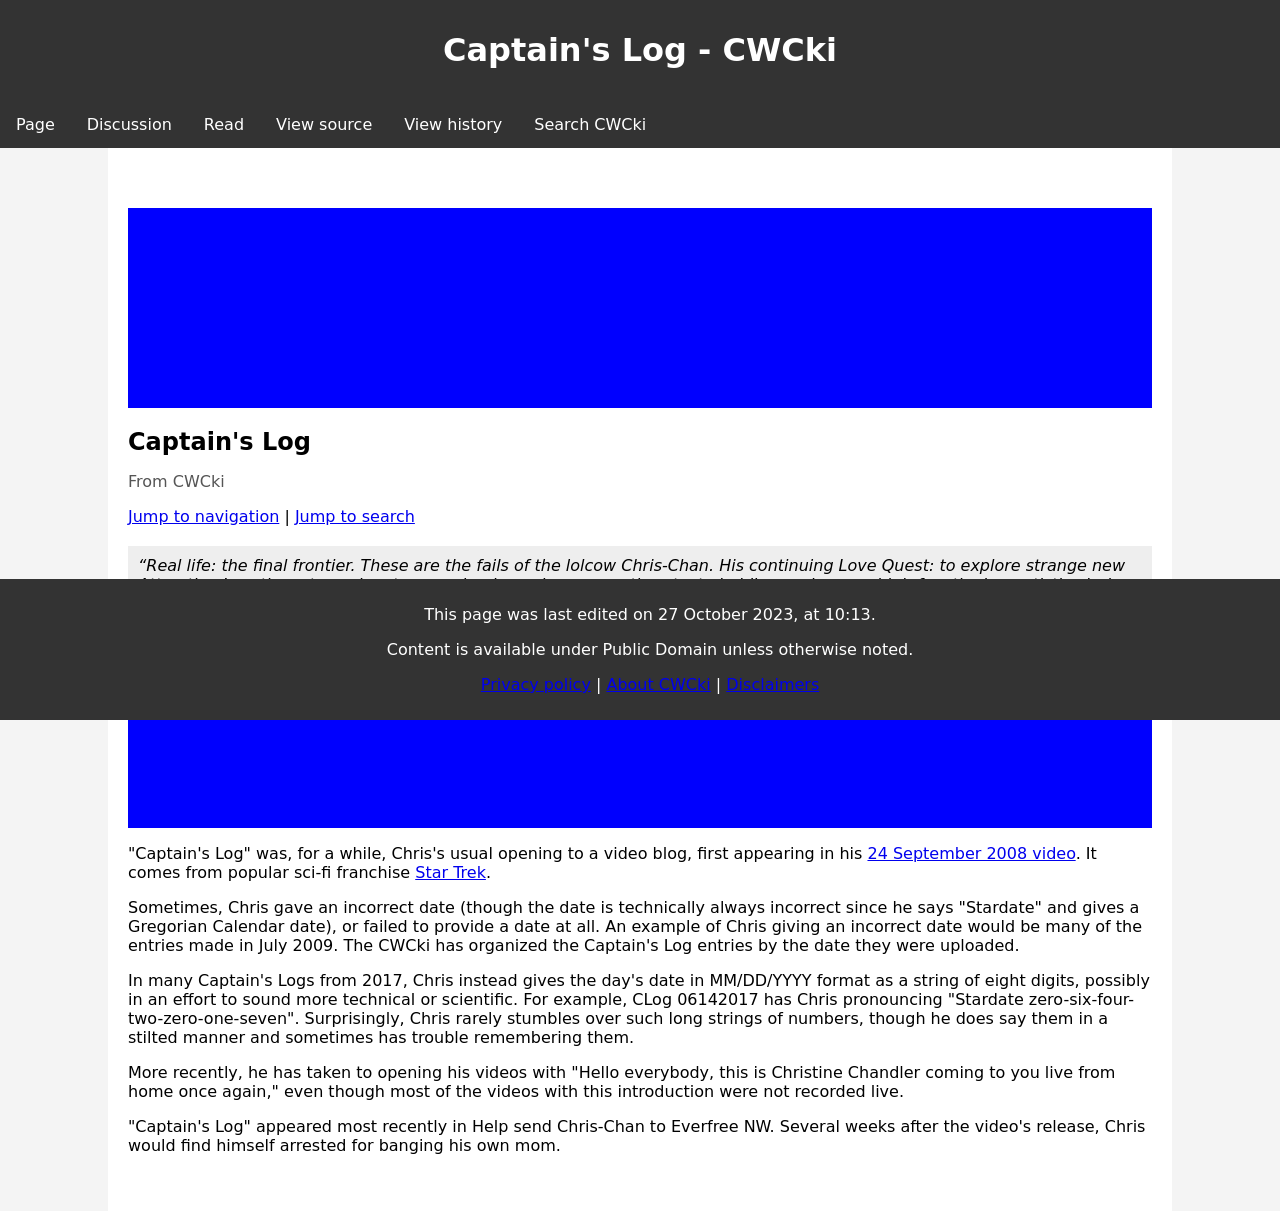 Captain's Log - CWCki
Page Discussion Read View source View history Search CWCki
Captain's Log
From CWCki
Jump to navigation | Jump to search
“Real life: the final frontier. These are the fails of the lolcow Chris-Chan. His continuing Love Quest: to explore strange new
This page was last edited on 27 October 2023, at 10:13.
Content is available under Public Domain unless otherwise noted.
Privacy policy | About CWCki | Disclaimers
"Captain's Log" was, for a while, Chris's usual opening to a video blog, first appearing in his 24 September 2008 video. It
comes from popular sci-fi franchise Star Trek.
Sometimes, Chris gave an incorrect date (though the date is technically always incorrect since he says "Stardate" and gives a
Gregorian Calendar date), or failed to provide a date at all. An example of Chris giving an incorrect date would be many of the
entries made in July 2009. The CWCki has organized the Captain's Log entries by the date they were uploaded.
In many Captain's Logs from 2017, Chris instead gives the day's date in MM/DD/YYYY format as a string of eight digits, possibly
in an effort to sound more technical or scientific. For example, CLog 06142017 has Chris pronouncing "Stardate zero-six-four-
two-zero-one-seven". Surprisingly, Chris rarely stumbles over such long strings of numbers, though he does say them in a
stilted manner and sometimes has trouble remembering them.
More recently, he has taken to opening his videos with "Hello everybody, this is Christine Chandler coming to you live from
home once again," even though most of the videos with this introduction were not recorded live.
"Captain's Log" appeared most recently in Help send Chris-Chan to Everfree NW. Several weeks after the video's release, Chris
would find himself arrested for banging his own mom.